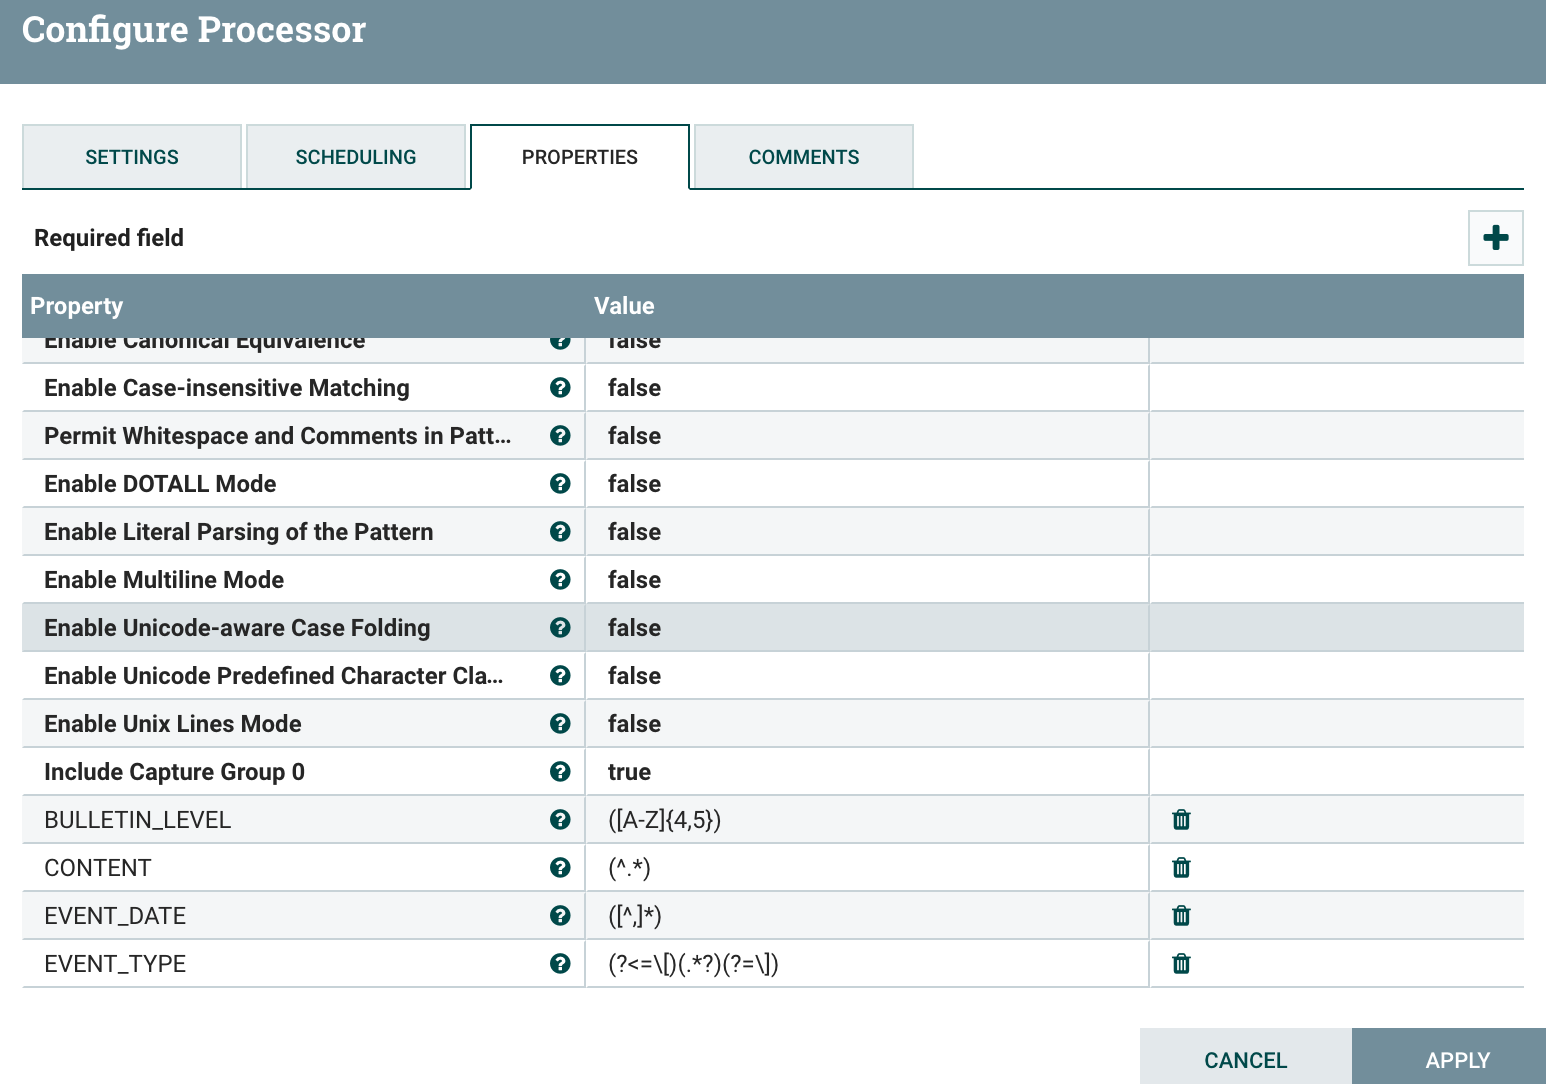 Configure Processor
SETTINGS SCHEDULING PROPERTIES COMMENTS
Required field
Property Value
Enable Canonical Equivalence false
Enable Case-insensitive Matching false
Permit Whitespace and Comments in Patt... false
Enable DOTALL Mode false
Enable Literal Parsing of the Pattern false
Enable Multiline Mode false
Enable Unicode-aware Case Folding false
Enable Unicode Predefined Character Cla... false
Enable Unix Lines Mode false
Include Capture Group 0 true
BULLETIN_LEVEL ([A-Z]{4,5})
CONTENT (^.*)
EVENT_DATE ([^,]*)
EVENT_TYPE (?<=\[)(.*?)(?=\])
CANCEL APPLY